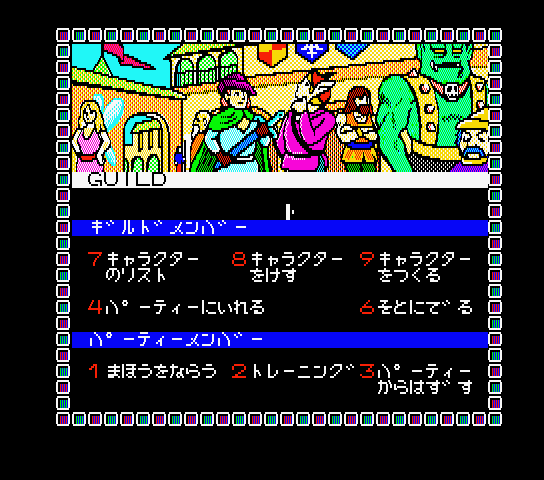 GUILD
ギルドメンバー
7 キャラクターのリスト 8 キャラクターをけす 9 キャラクターをつくる
4 パーティーにいれる 6 そとにでる
パーティーメンバー
1 まほうをならう 2 トレーニング 3 パーティーからはずす